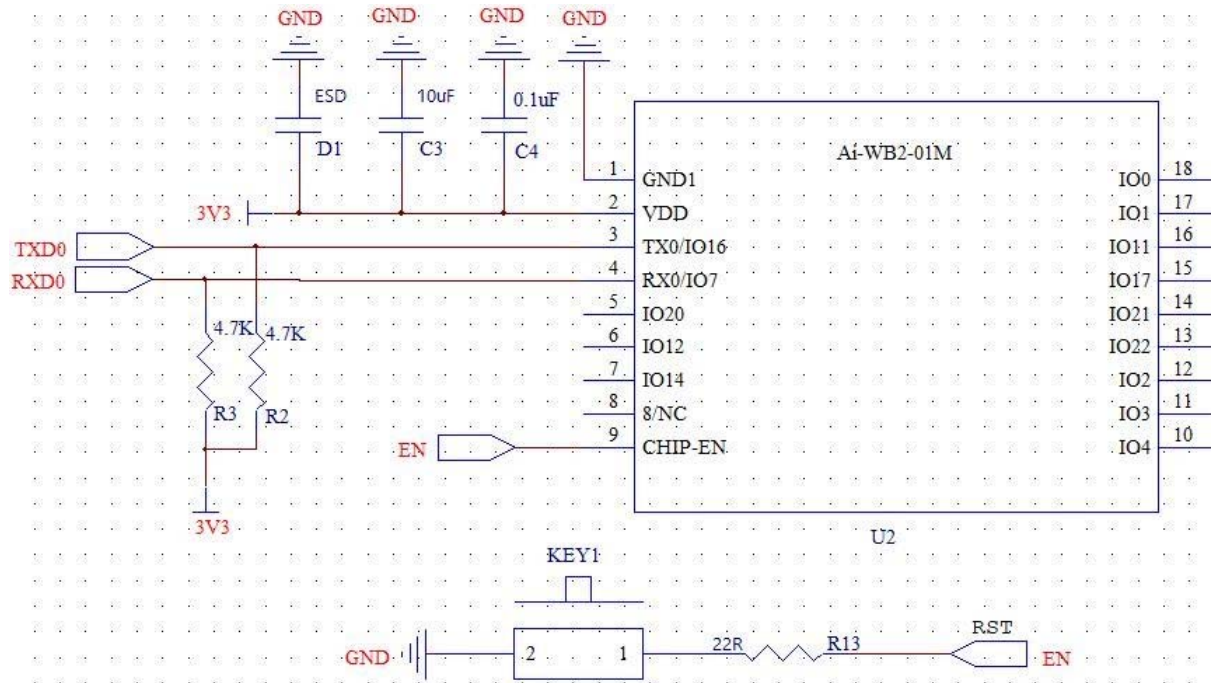 GND GND GND GND
ESD 10uF 0.1uF
D1 C3 C4
Ai-WB2-01M
1 GND1 IO0 18
3V3 2 VDD IO1 17
TXD0 3 TX0/IO16 IO11 16
RXD0 4 RX0/IO7 IO17 15
5 IO20 IO21 14
4.7K 4.7K
6 IO12 IO22 13
7 IO14 IO2 12
R3 R2 8 8/NC IO3 11
EN 9 CHIP-EN IO4 10
3V3
U2
KEY1
RST
GND 2 1 22R R13 EN